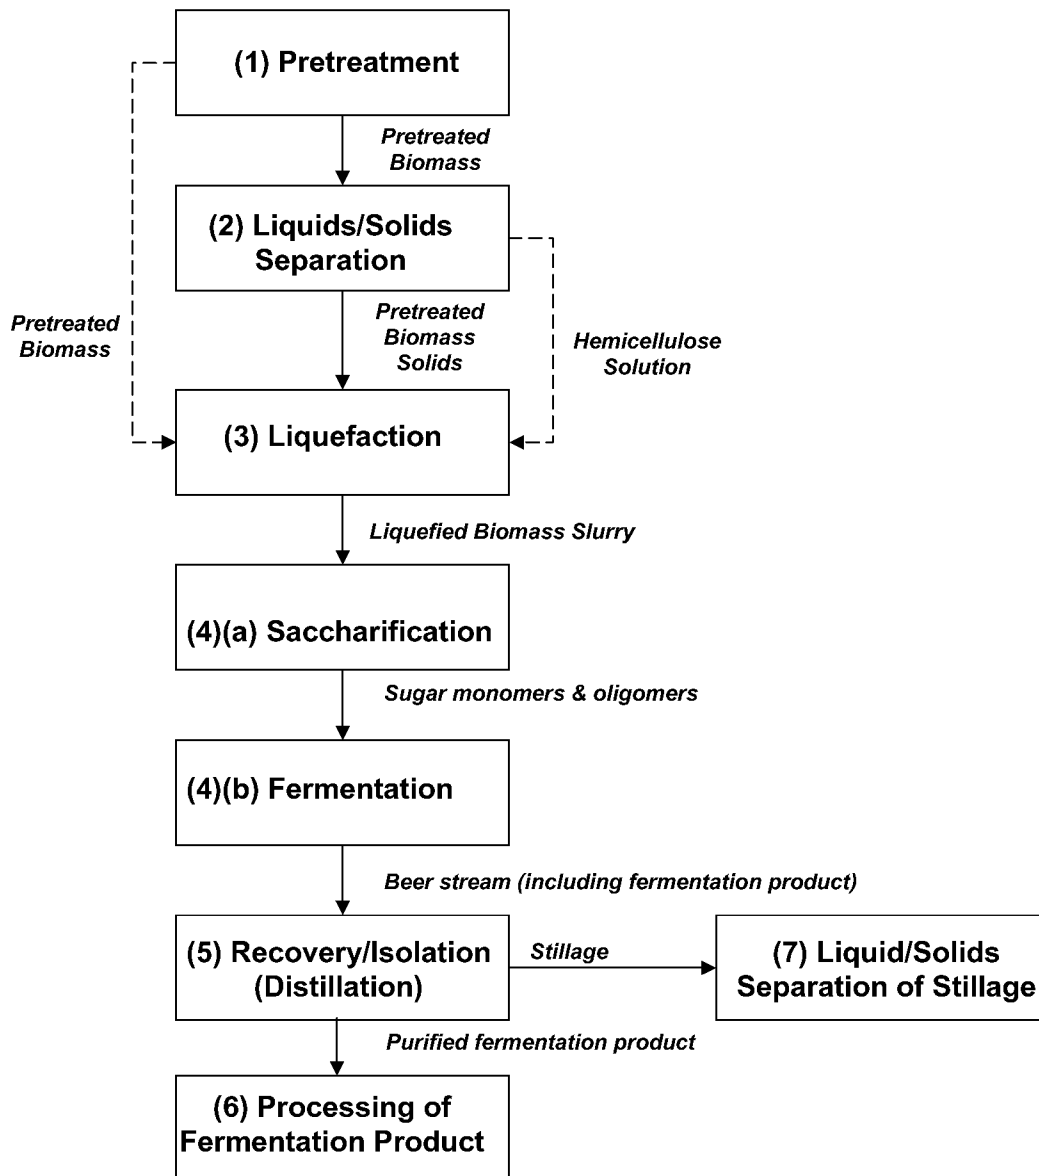 (1) Pretreatment
Pretreated
Biomass
(2) Liquids/Solids
Separation
Pretreated
Biomass
Pretreated
Biomass
Solids
Hemicellulose
Solution
(3) Liquefaction
Liquefied Biomass Slurry
(4)(a) Saccharification
Sugar monomers & oligomers
(4)(b) Fermentation
Beer stream (including fermentation product)
(5) Recovery/Isolation
(Distillation)
Stillage
(7) Liquid/Solids
Separation of Stillage
Purified fermentation product
(6) Processing of
Fermentation Product